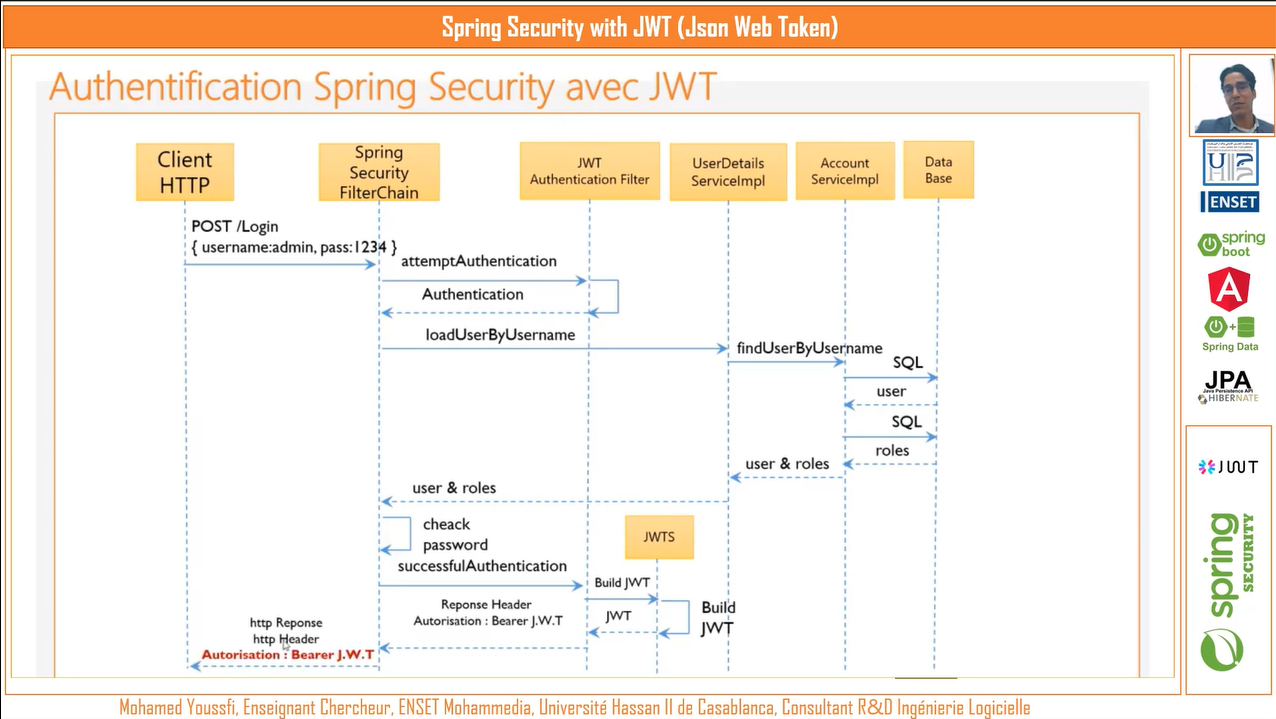 Spring Security with JWT (Json Web Token)
Authentification Spring Security avec JWT
Client
HTTP
Spring
Security
FilterChain
JWT
Authentication Filter
UserDetails
ServiceImpl
Account
ServiceImpl
Data
Base
POST /Login
{ username:admin, pass:1234 }
attemptAuthentication
Authentication
loadUserByUsername
findUserByUsername
SQL
user
SQL
roles
user & roles
user & roles
cheack
password
JWTS
successfulAuthentication
Build JWT
Reponse Header
Autorisation : Bearer J.W.T
JWT
Build
JWT
http Reponse
http Header
Autorisation : Bearer J.W.T
ENSET
spring
boot
Spring Data
JPA
Java Persistence API
HIBERNATE
JWT
spring
SECURITY
Mohamed Youssfi, Enseignant Chercheur, ENSET Mohammedia, Université Hassan II de Casablanca, Consultant R&D Ingénierie Logicielle